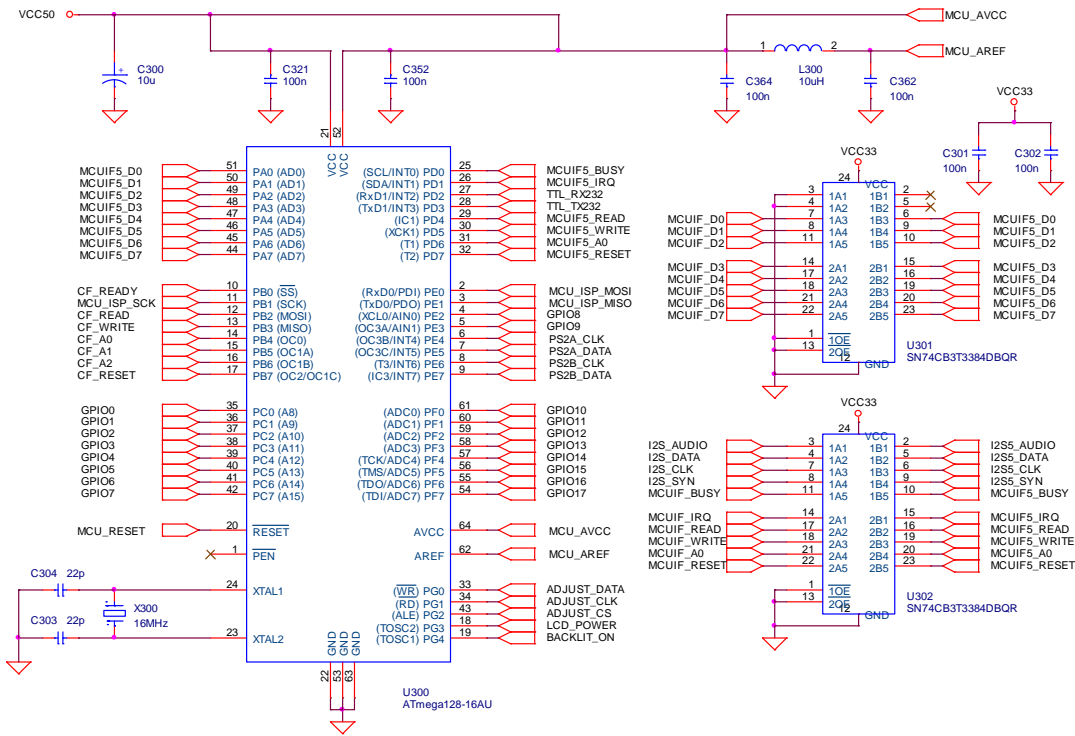 VCC50
MCU_AVCC
1 2
MCU_AREF
C300
10u
C321
100n
C352
100n
C364
100n
L300
10uH
C362
100n
VCC33
C301
100n
C302
100n
21
52
VCC
VCC
MCUIF5_D0 51 PA0 (AD0) (SCL/INT0) PD0 25 MCUIF5_BUSY
MCUIF5_D1 50 PA1 (AD1) (SDA/INT1) PD1 26 MCUIF5_IRQ
MCUIF5_D2 49 PA2 (AD2) (RxD1/INT2) PD2 27 TTL_RX232
MCUIF5_D3 48 PA3 (AD3) (TxD1/INT3) PD3 28 TTL_TX232
MCUIF5_D4 47 PA4 (AD4) (IC1) PD4 29 MCUIF5_READ
MCUIF5_D5 46 PA5 (AD5) (XCK1) PD5 30 MCUIF5_WRITE
MCUIF5_D6 45 PA6 (AD6) (T1) PD6 31 MCUIF5_A0
MCUIF5_D7 44 PA7 (AD7) (T2) PD7 32 MCUIF5_RESET
CF_READY 10 PB0 (SS) (RxD0/PDI) PE0 2 MCU_ISP_MOSI
MCU_ISP_SCK 11 PB1 (SCK) (TxD0/PDO) PE1 3 MCU_ISP_MISO
CF_READ 12 PB2 (MOSI) (XCL0/AIN0) PE2 4 GPIO8
CF_WRITE 13 PB3 (MISO) (OC3A/AIN1) PE3 5 GPIO9
CF_A0 14 PB4 (OC0) (OC3B/INT4) PE4 6 PS2A_CLK
CF_A1 15 PB5 (OC1A) (OC3C/INT5) PE5 7 PS2A_DATA
CF_A2 16 PB6 (OC1B) (T3/INT6) PE6 8 PS2B_CLK
CF_RESET 17 PB7 (OC2/OC1C) (IC3/INT7) PE7 9 PS2B_DATA
GPIO0 35 PC0 (A8) (ADC0) PF0 61 GPIO10
GPIO1 36 PC1 (A9) (ADC1) PF1 60 GPIO11
GPIO2 37 PC2 (A10) (ADC2) PF2 59 GPIO12
GPIO3 38 PC3 (A11) (ADC3) PF3 58 GPIO13
GPIO4 39 PC4 (A12) (TCK/ADC4) PF4 57 GPIO14
GPIO5 40 PC5 (A13) (TMS/ADC5) PF5 56 GPIO15
GPIO6 41 PC6 (A14) (TDO/ADC6) PF6 55 GPIO16
GPIO7 42 PC7 (A15) (TDI/ADC7) PF7 54 GPIO17
MCU_RESET 20 RESET AVCC 64 MCU_AVCC
1 PEN AREF 62 MCU_AREF
C304 22p
24 XTAL1
X300
16MHz
C303 22p
23 XTAL2
(WR) PG0 33 ADJUST_DATA
(RD) PG1 34 ADJUST_CLK
(ALE) PG2 43 ADJUST_CS
(TOSC2) PG3 18 LCD_POWER
(TOSC1) PG4 19 BACKLIT_ON
GND
GND
GND
22
53
63
U300
ATmega128-16AU
VCC33
24
VCC
3 1A1 1B1 2
4 1A2 1B2 5
MCUIF_D0 7 1A3 1B3 6 MCUIF5_D0
MCUIF_D1 8 1A4 1B4 9 MCUIF5_D1
MCUIF_D2 11 1A5 1B5 10 MCUIF5_D2
MCUIF_D3 14 2A1 2B1 15 MCUIF5_D3
MCUIF_D4 17 2A2 2B2 16 MCUIF5_D4
MCUIF_D5 18 2A3 2B3 19 MCUIF5_D5
MCUIF_D6 21 2A4 2B4 20 MCUIF5_D6
MCUIF_D7 22 2A5 2B5 23 MCUIF5_D7
1 1OE
13 2OE
12 GND
U301
SN74CB3T3384DBQR
VCC33
24
VCC
I2S_AUDIO 3 1A1 1B1 2 I2S5_AUDIO
I2S_DATA 4 1A2 1B2 5 I2S5_DATA
I2S_CLK 7 1A3 1B3 6 I2S5_CLK
I2S_SYN 8 1A4 1B4 9 I2S5_SYN
MCUIF_BUSY 11 1A5 1B5 10 MCUIF5_BUSY
MCUIF_IRQ 14 2A1 2B1 15 MCUIF5_IRQ
MCUIF_READ 17 2A2 2B2 16 MCUIF5_READ
MCUIF_WRITE 18 2A3 2B3 19 MCUIF5_WRITE
MCUIF_A0 21 2A4 2B4 20 MCUIF5_A0
MCUIF_RESET 22 2A5 2B5 23 MCUIF5_RESET
1 1OE
13 2OE
12 GND
U302
SN74CB3T3384DBQR